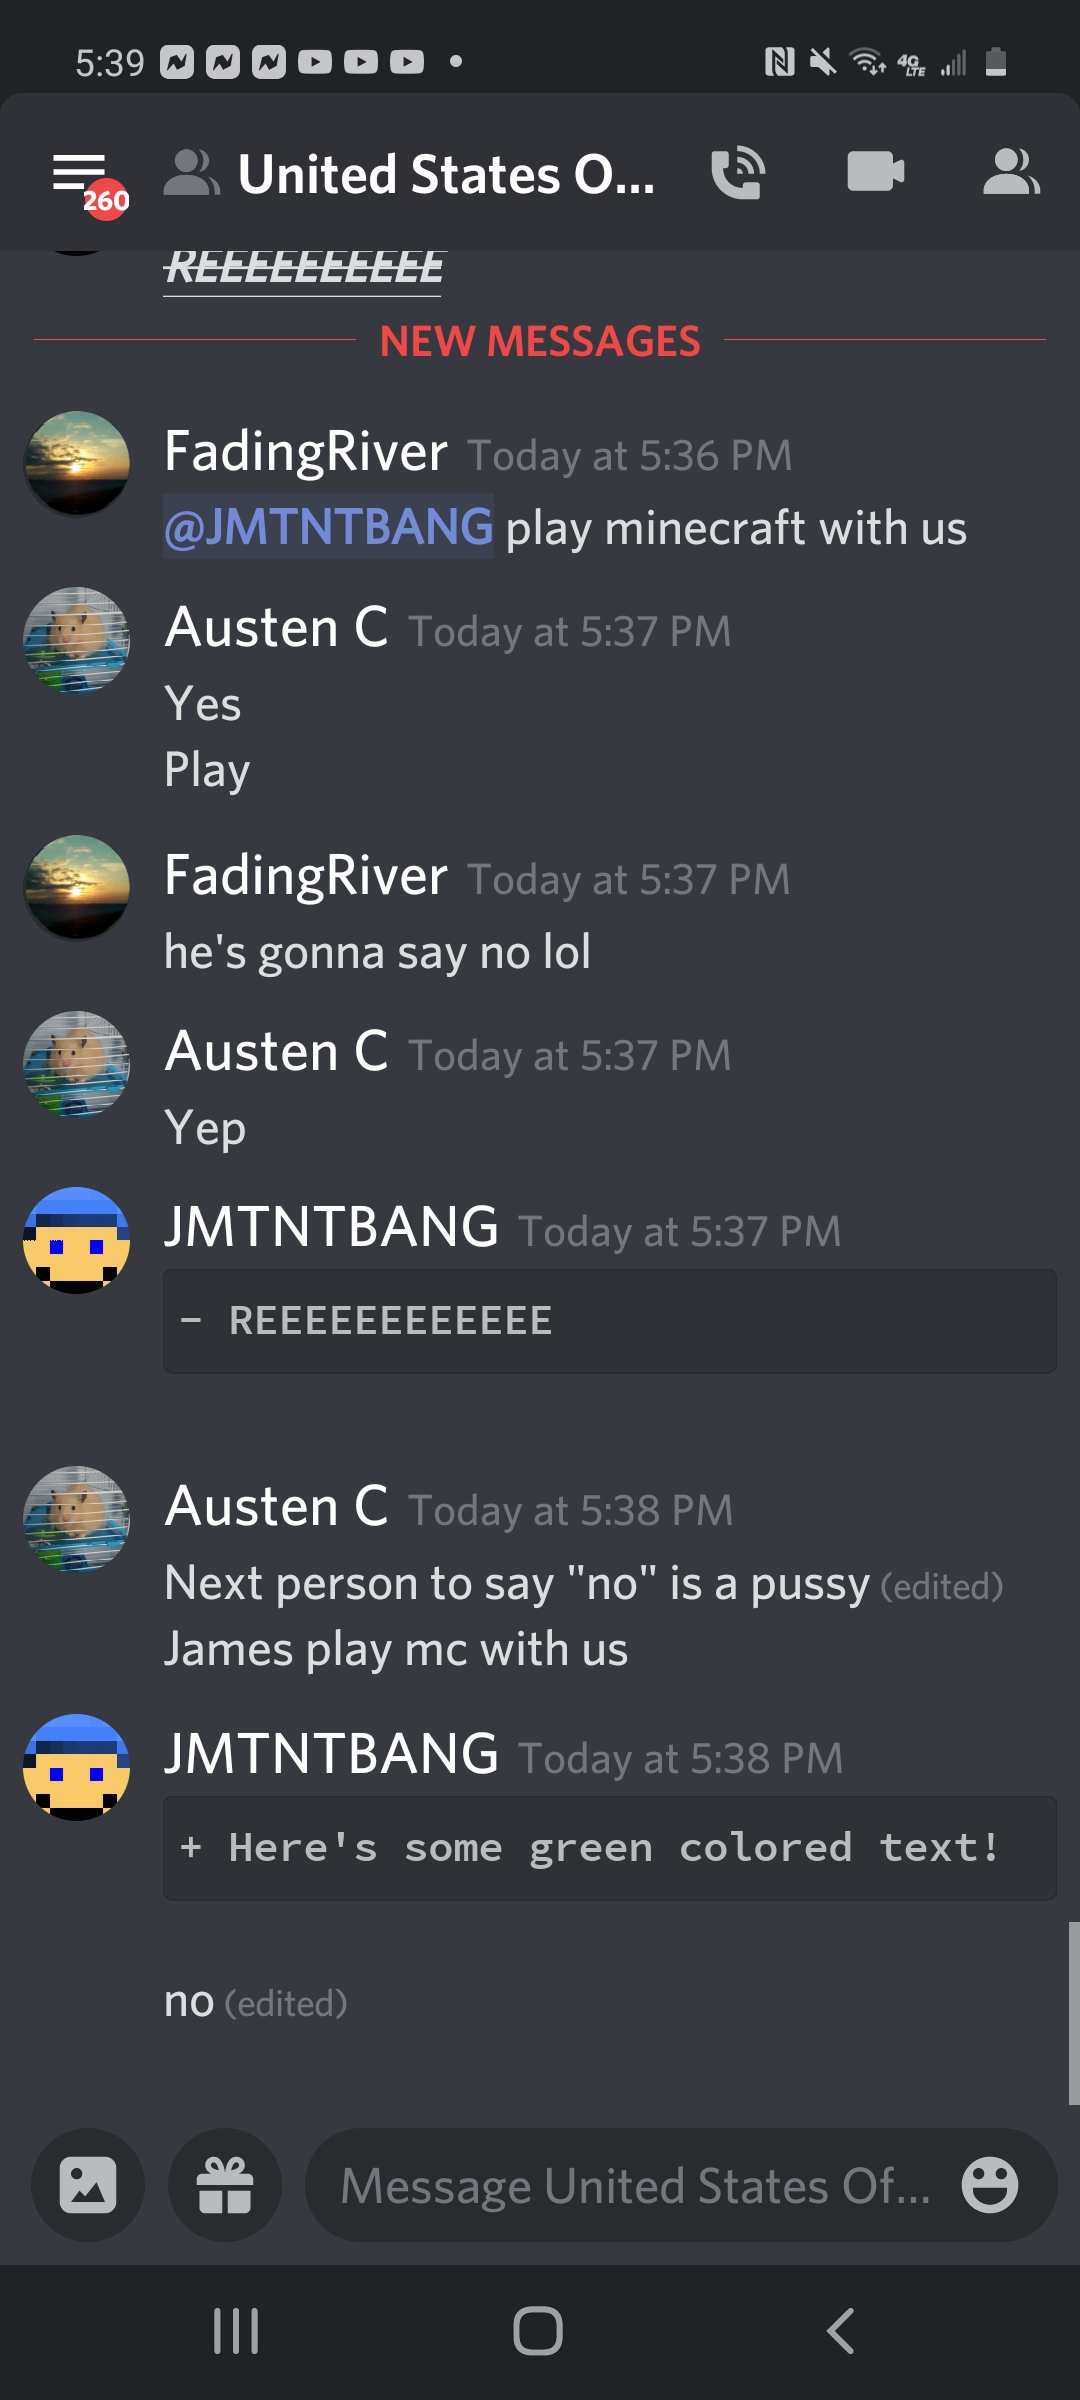 5:39
4G
LTE
260
United States O...
REEEEEEEEEE
NEW MESSAGES
FadingRiver Today at 5:36 PM
@JMTNTBANG play minecraft with us
Austen C Today at 5:37 PM
Yes
Play
FadingRiver Today at 5:37 PM
he's gonna say no lol
Austen C Today at 5:37 PM
Yep
JMTNTBANG Today at 5:37 PM
- REEEEEEEEEEEE
Austen C Today at 5:38 PM
Next person to say "no" is a pussy (edited)
James play mc with us
JMTNTBANG Today at 5:38 PM
+ Here's some green colored text!
no (edited)
Message United States Of...